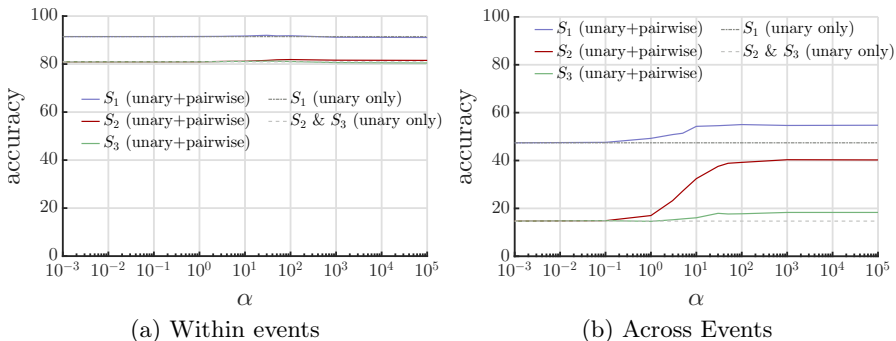 100
80
60
40
20
0
accuracy
S₁ (unary+pairwise)
S₂ (unary+pairwise)
S₃ (unary+pairwise)
S₁ (unary only)
S₂ & S₃ (unary only)
10⁻³ 10⁻² 10⁻¹ 10⁰ 10¹ 10² 10³ 10⁴ 10⁵
α
(a) Within events
100
80
60
40
20
0
accuracy
S₁ (unary+pairwise)
S₂ (unary+pairwise)
S₃ (unary+pairwise)
S₁ (unary only)
S₂ & S₃ (unary only)
10⁻³ 10⁻² 10⁻¹ 10⁰ 10¹ 10² 10³ 10⁴ 10⁵
α
(b) Across Events